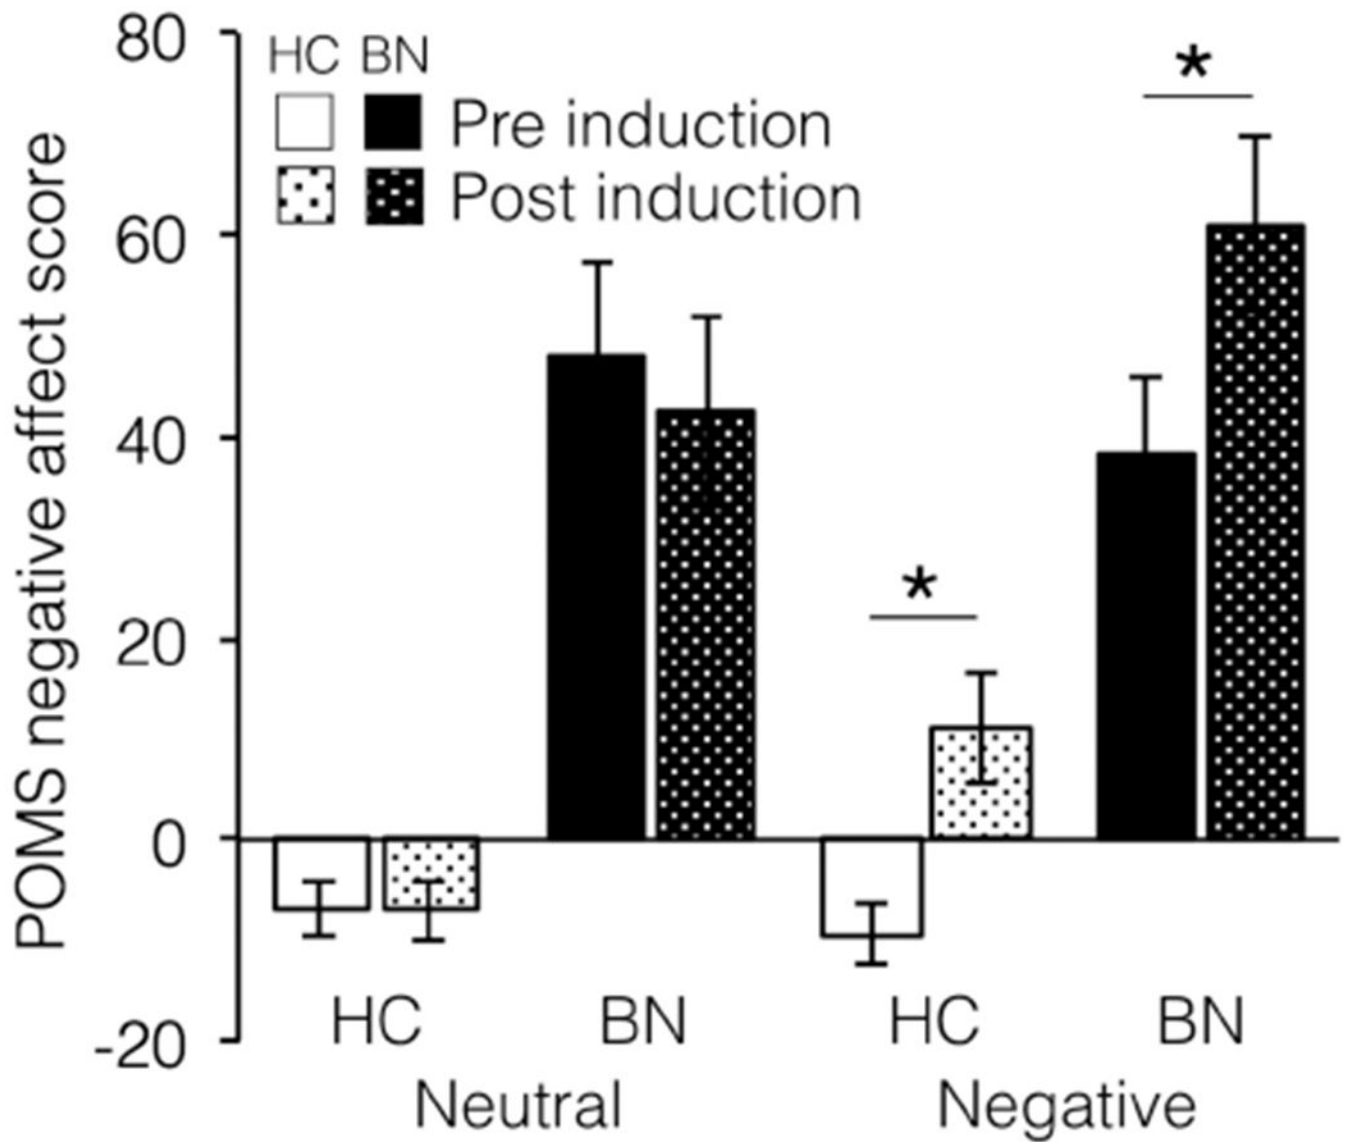 POMS negative affect score
80
60
40
20
0
-20
HC BN
Pre induction
Post induction
*
*
HC BN HC BN
Neutral Negative